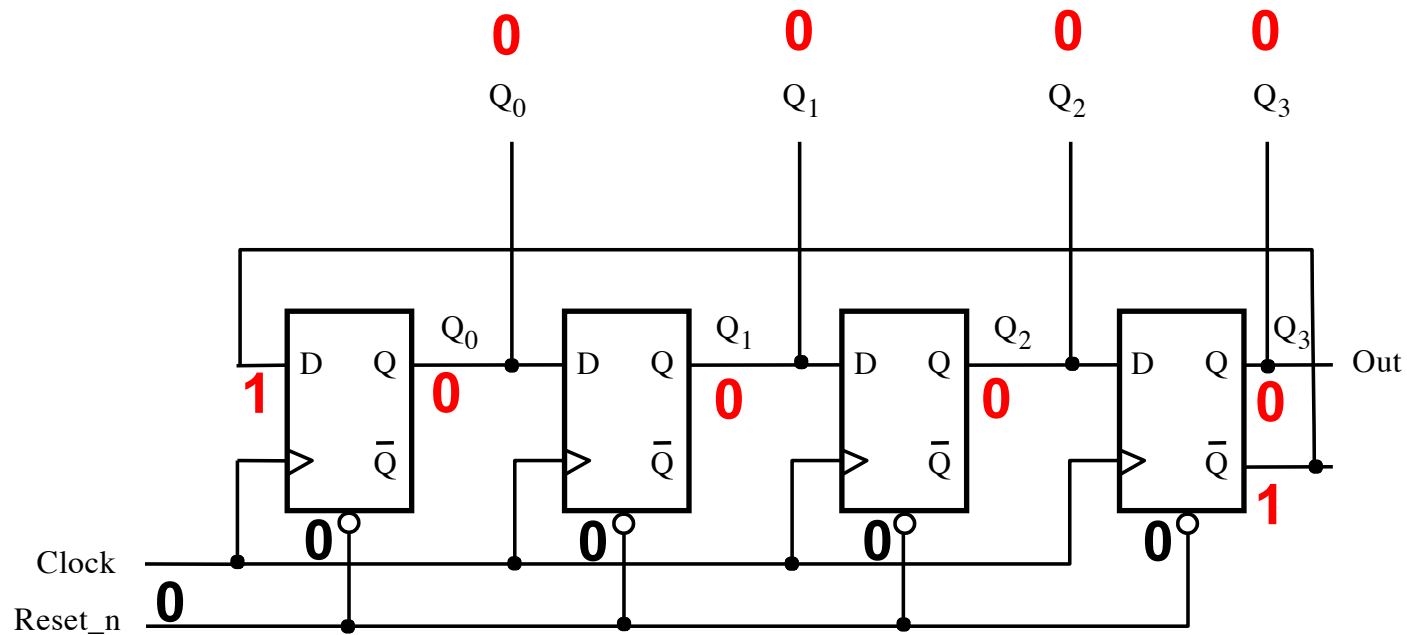 0 0 0 0
Q0 Q1 Q2 Q3
Q0 Q1 Q2 Q3
D Q D Q D Q D Q Out
1 0 0 0 0
Q̅ Q̅ Q̅ Q̅
1
0 0 0 0
Clock
0
Reset_n